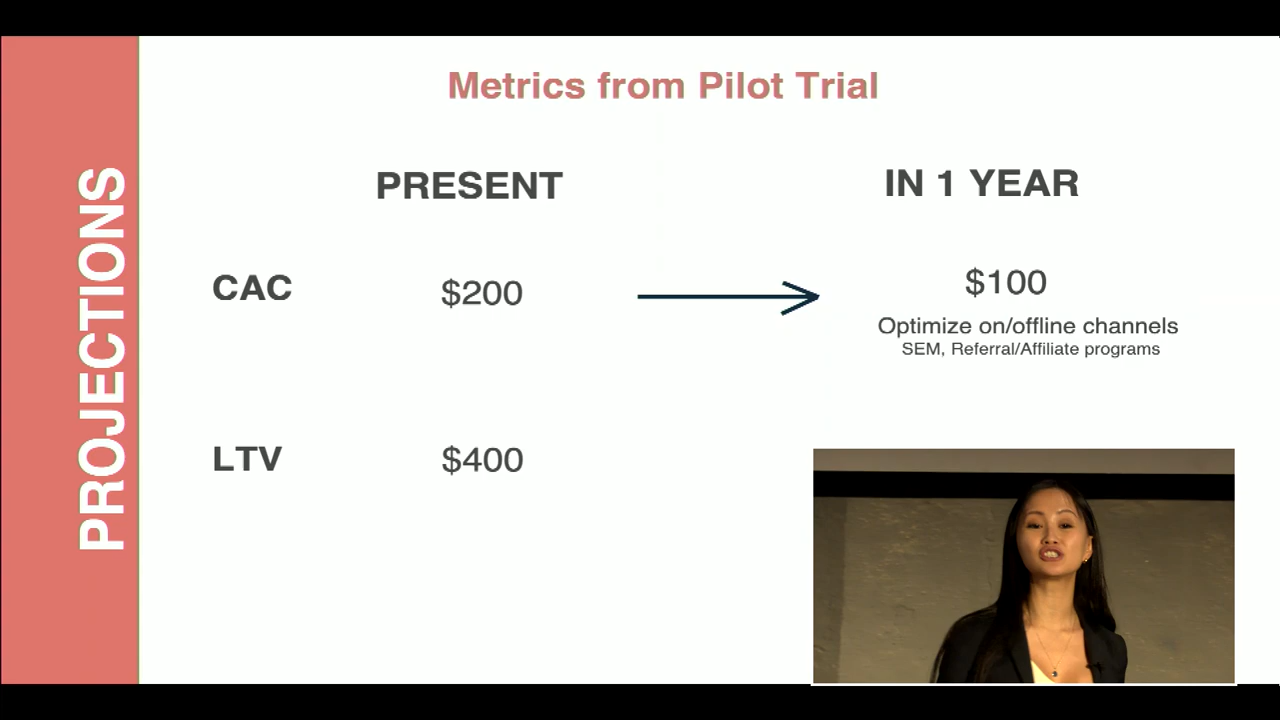 PROJECTIONS
Metrics from Pilot Trial
PRESENT
IN 1 YEAR
CAC
$200
$100
Optimize on/offline channels
SEM, Referral/Affiliate programs
LTV
$400